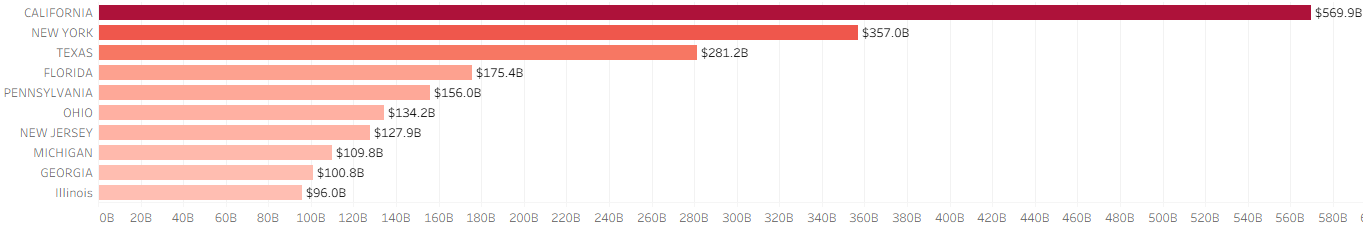 CALIFORNIA $569.9B
NEW YORK $357.0B
TEXAS $281.2B
FLORIDA $175.4B
PENNSYLVANIA $156.0B
OHIO $134.2B
NEW JERSEY $127.9B
MICHIGAN $109.8B
GEORGIA $100.8B
Illinois $96.0B
0B 20B 40B 60B 80B 100B 120B 140B 160B 180B 200B 220B 240B 260B 280B 300B 320B 340B 360B 380B 400B 420B 440B 460B 480B 500B 520B 540B 560B 580B